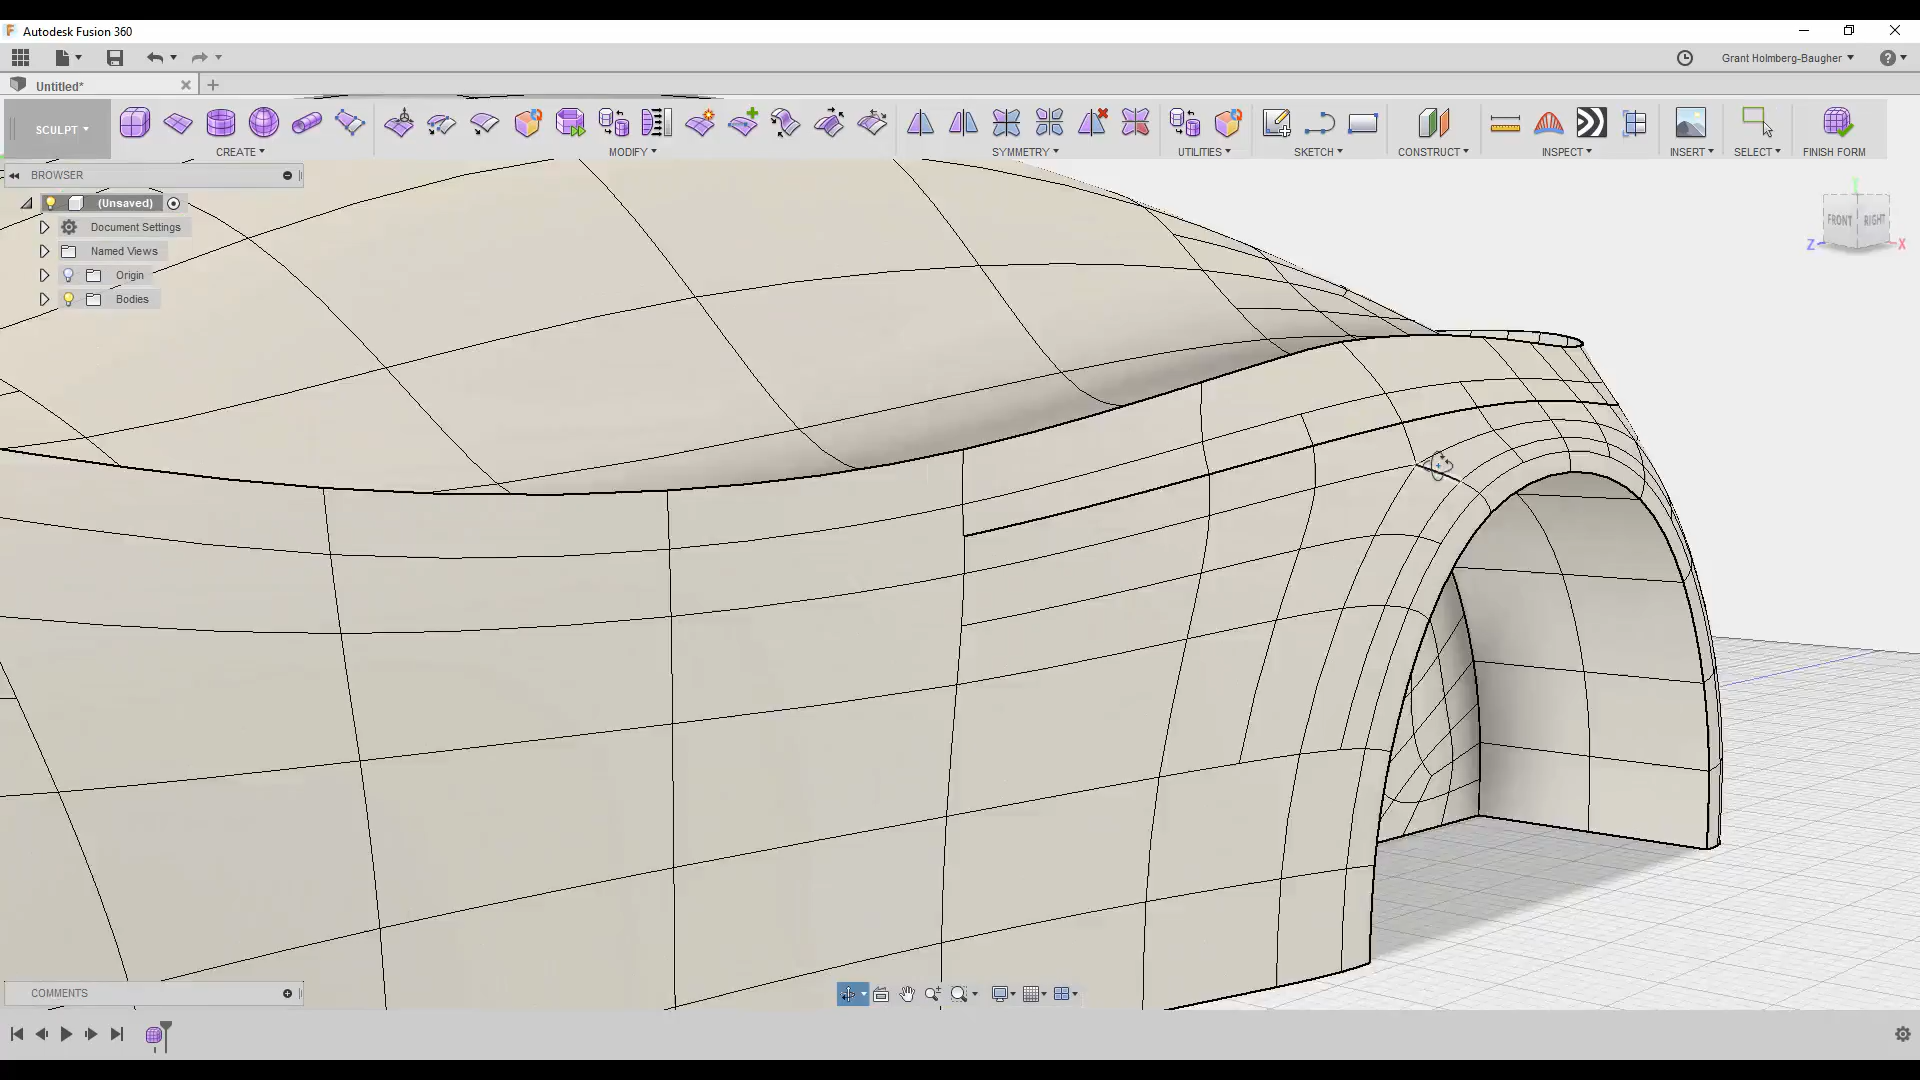 Autodesk Fusion 360
Grant Holmberg-Baugher
Untitled*
SCULPT
CREATE
MODIFY
SYMMETRY
UTILITIES
SKETCH
CONSTRUCT
INSPECT
INSERT
SELECT
FINISH FORM
BROWSER
(Unsaved)
Document Settings
Named Views
Origin
Bodies
FRONT
RIGHT
Z
X
COMMENTS